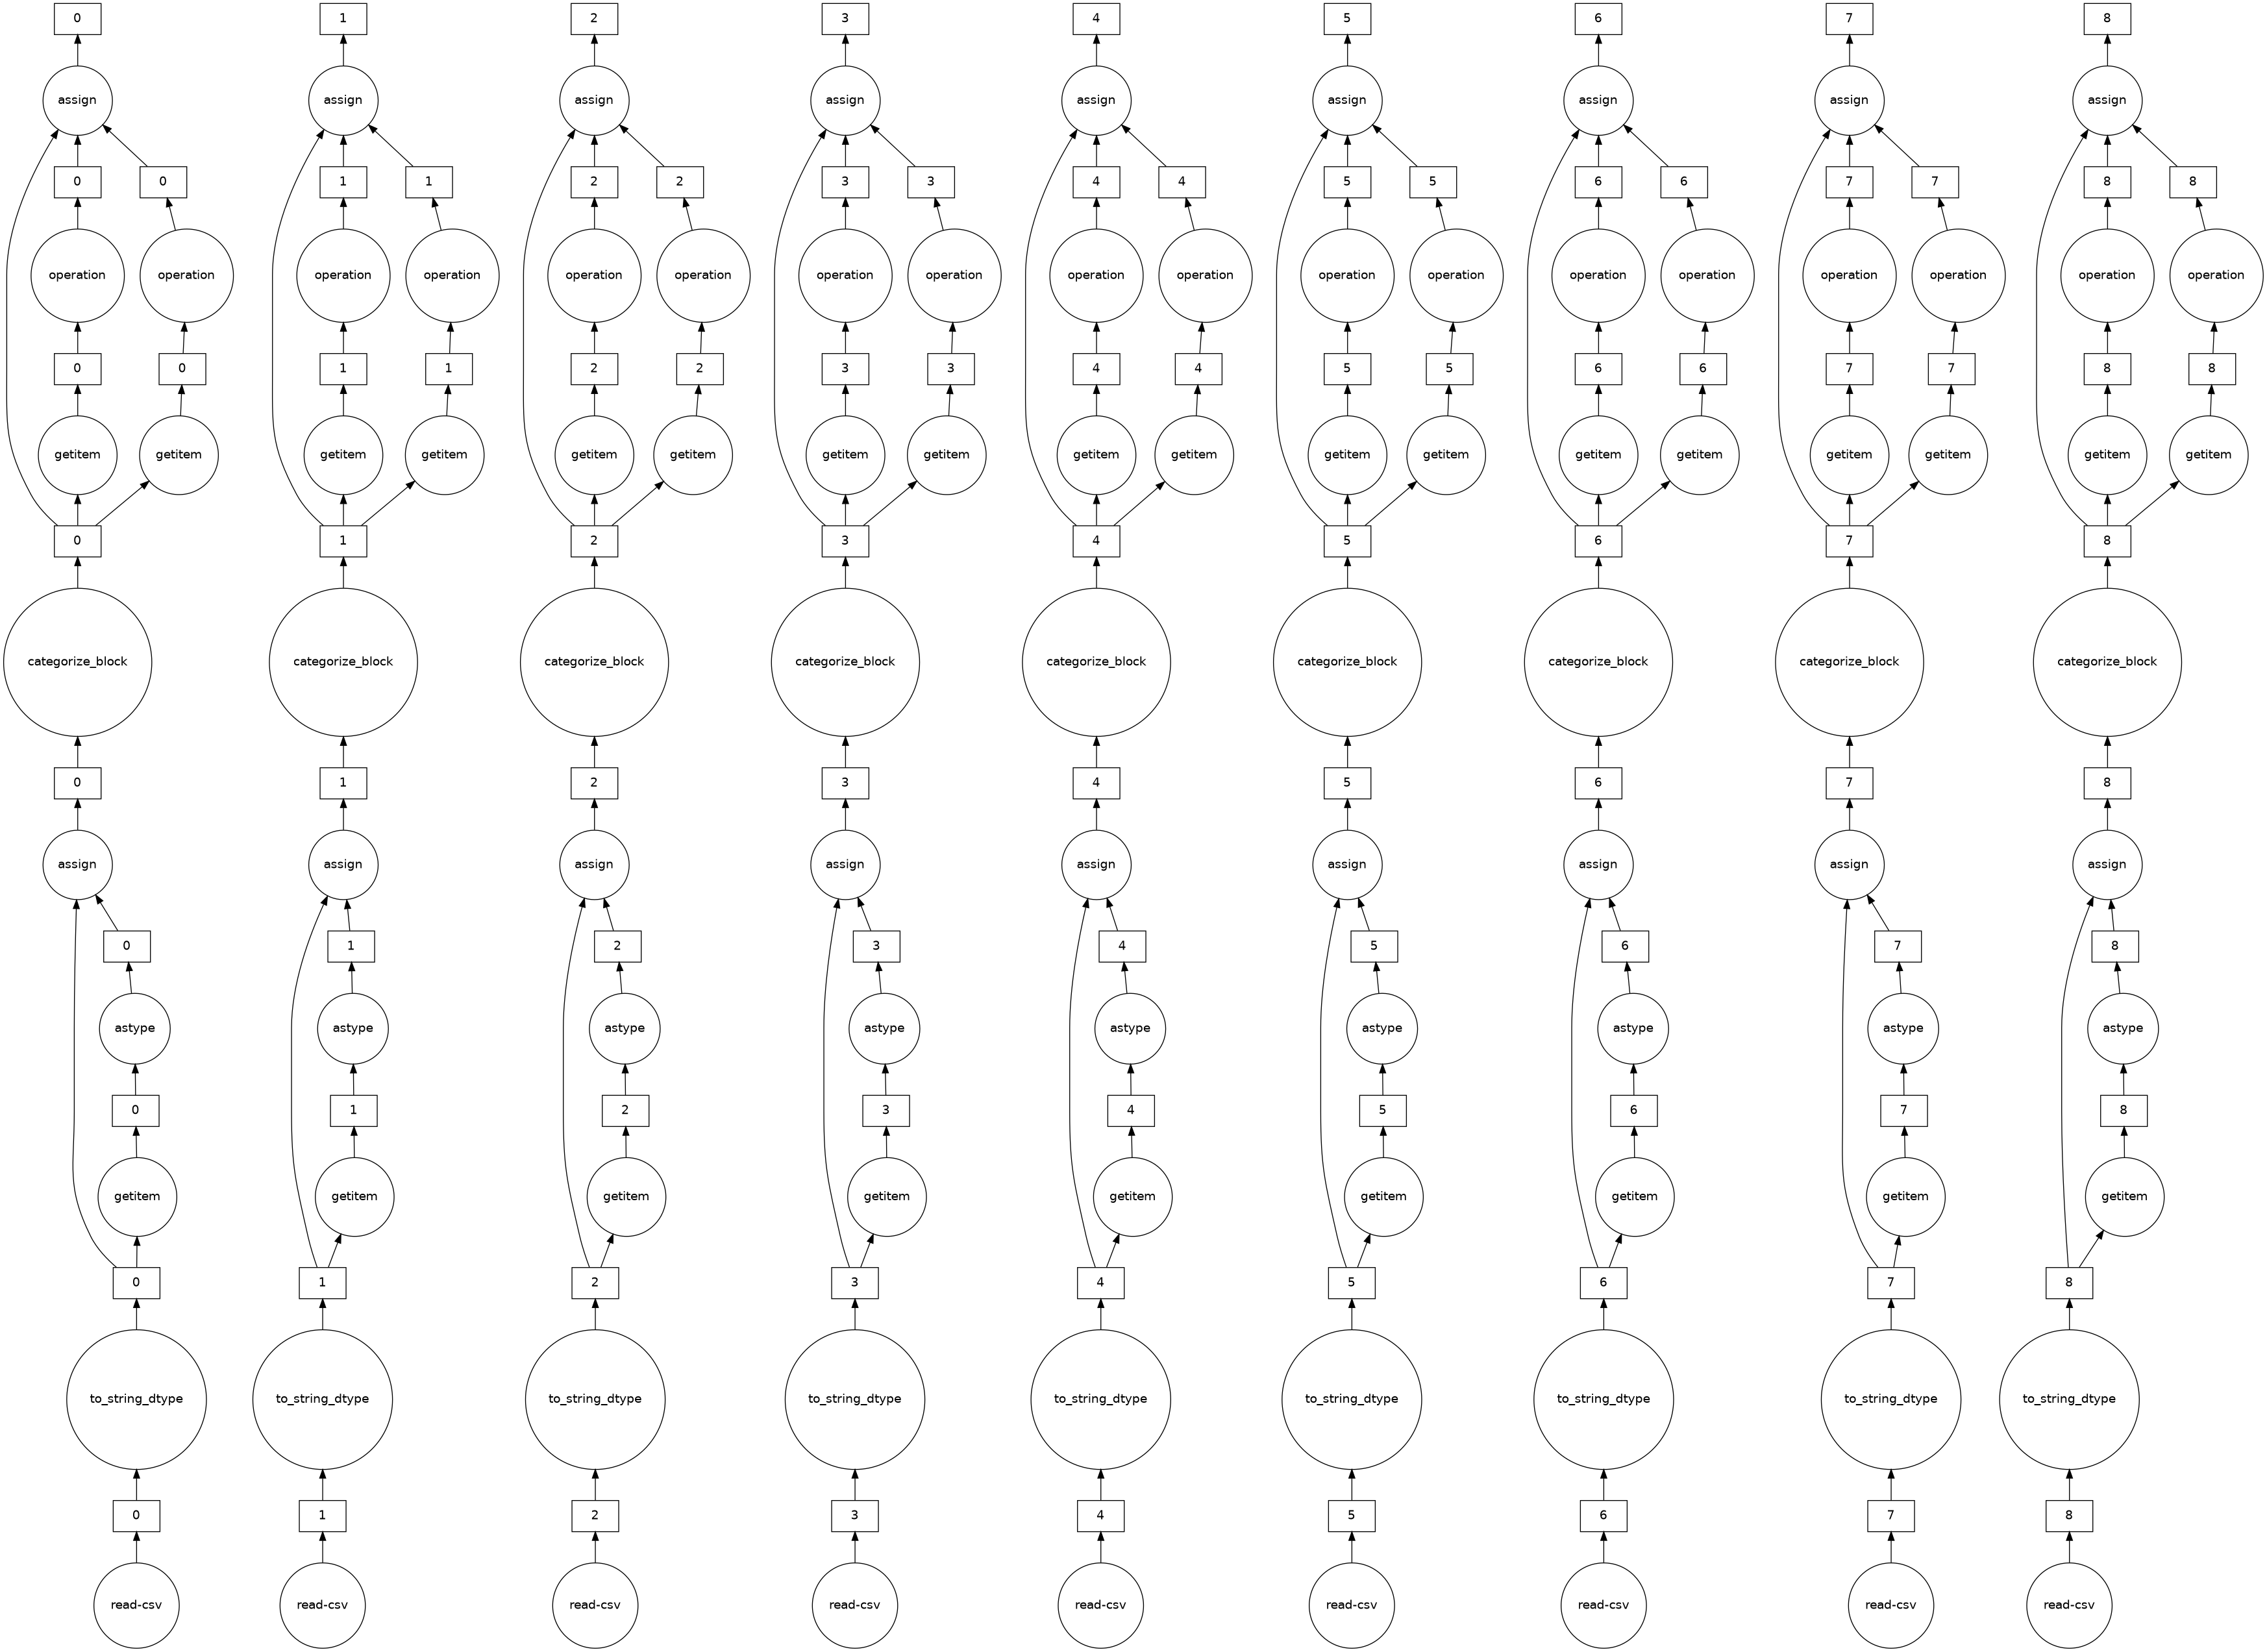 0 1 2 3 4 5 6 7 8
assign assign assign assign assign assign assign assign assign
0 0 1 1 2 2 3 3 4 4 5 5 6 6 7 7 8 8
operation operation operation operation operation operation operation operation operation operation operation operation operation operation operation operation operation operation
0 0 1 1 2 2 3 3 4 4 5 5 6 6 7 7 8 8
getitem getitem getitem getitem getitem getitem getitem getitem getitem getitem getitem getitem getitem getitem getitem getitem getitem getitem
0 1 2 3 4 5 6 7 8
categorize_block categorize_block categorize_block categorize_block categorize_block categorize_block categorize_block categorize_block categorize_block
0 1 2 3 4 5 6 7 8
assign assign assign assign assign assign assign assign assign
0 1 2 3 4 5 6 7 8
astype astype astype astype astype astype astype astype astype
0 1 2 3 4 5 6 7 8
getitem getitem getitem getitem getitem getitem getitem getitem getitem
0 1 2 3 4 5 6 7 8
to_string_dtype to_string_dtype to_string_dtype to_string_dtype to_string_dtype to_string_dtype to_string_dtype to_string_dtype to_string_dtype
0 1 2 3 4 5 6 7 8
read-csv read-csv read-csv read-csv read-csv read-csv read-csv read-csv read-csv